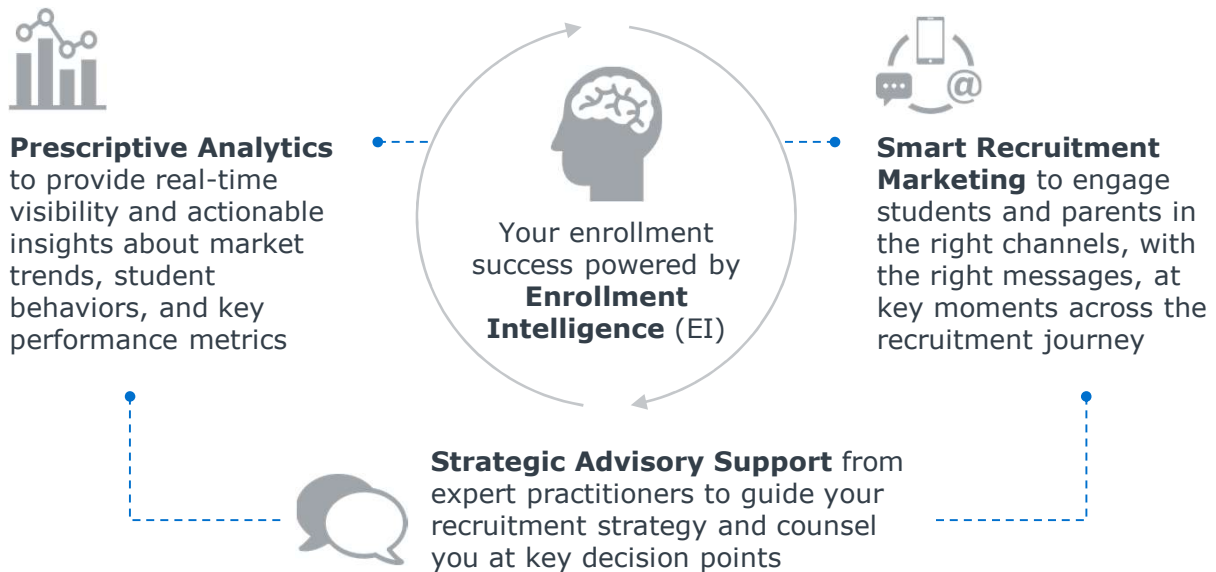 Prescriptive Analytics
to provide real-time
visibility and actionable
insights about market
trends, student
behaviors, and key
performance metrics
Your enrollment
success powered by
Enrollment
Intelligence (EI)
@
Smart Recruitment
Marketing to engage
students and parents in
the right channels, with
the right messages, at
key moments across the
recruitment journey
Strategic Advisory Support from
expert practitioners to guide your
recruitment strategy and counsel
you at key decision points